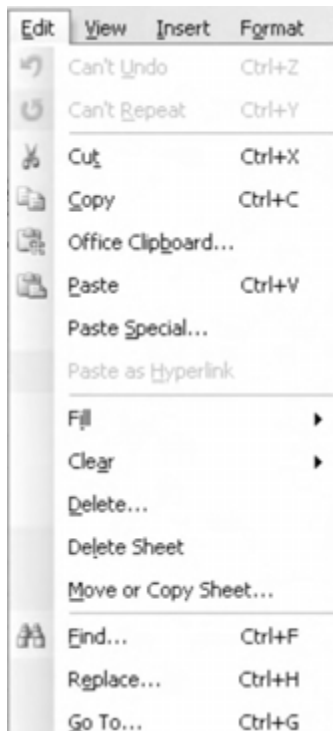 Edit View Insert Format
Can't Undo Ctrl+Z
Can't Repeat Ctrl+Y
Cut Ctrl+X
Copy Ctrl+C
Office Clipboard...
Paste Ctrl+V
Paste Special...
Paste as Hyperlink
Fill
Clear
Delete...
Delete Sheet
Move or Copy Sheet...
Find... Ctrl+F
Replace... Ctrl+H
Go To... Ctrl+G